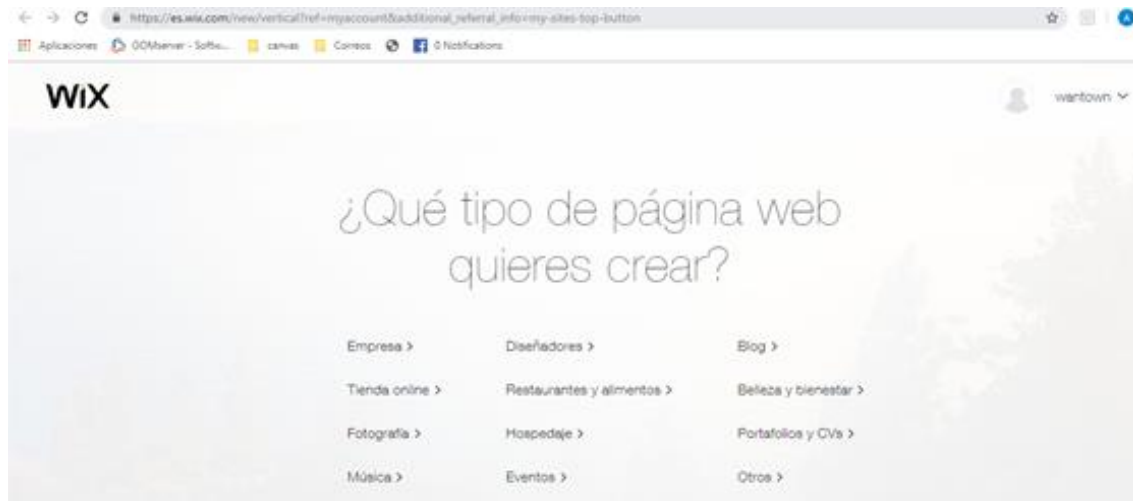 https://es.wix.com/new/vertical?ref=myaccount&additional_referral_info=my-sites-top-button
Aplicaciones GOMserver - Softw... canvas Correos 0 Notifications
WiX
wantown
¿Qué tipo de página web
quieres crear?
Empresa > Diseñadores > Blog >
Tienda online > Restaurantes y alimentos > Belleza y bienestar >
Fotografía > Hospedaje > Portafolios y CVs >
Música > Eventos > Otros >